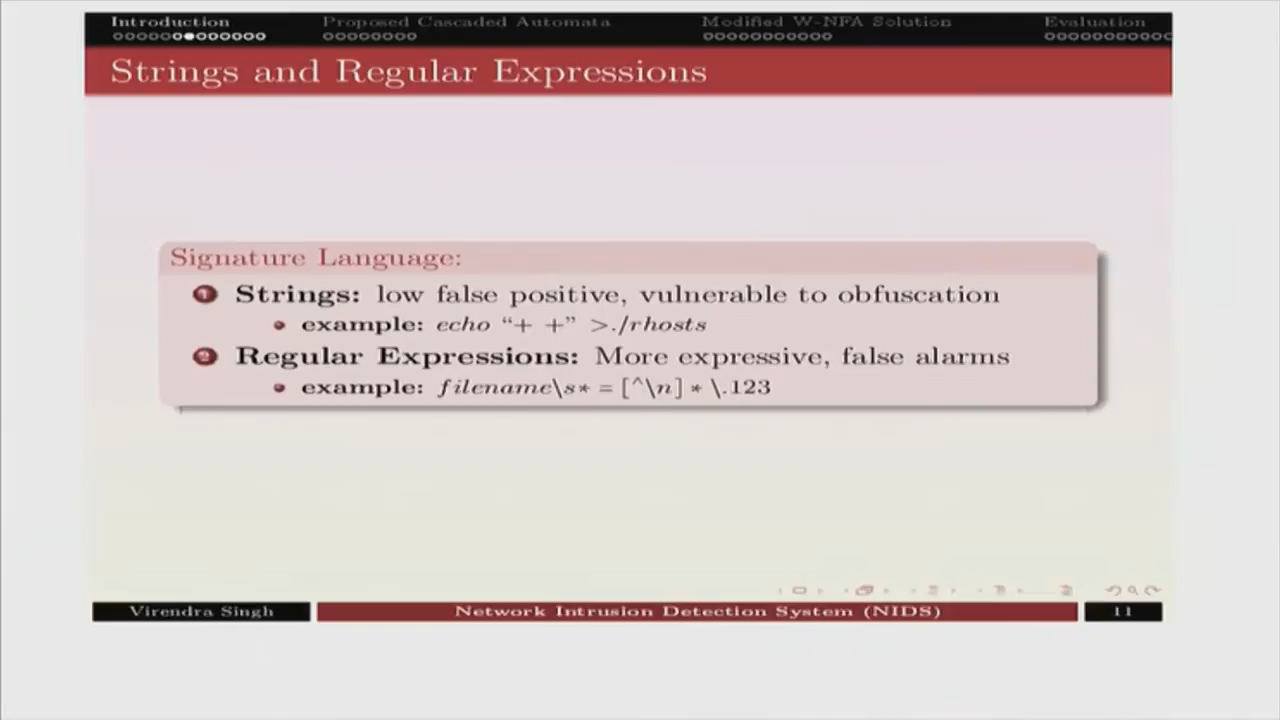 Introduction Proposed Cascaded Automata Modified W-NFA Solution Evaluation
Strings and Regular Expressions
Signature Language:
1 Strings: low false positive, vulnerable to obfuscation
example: echo “+ +” >./rhosts
2 Regular Expressions: More expressive, false alarms
example: filename\s* = [^\n] * \.123
Virendra Singh Network Intrusion Detection System (NIDS) 11